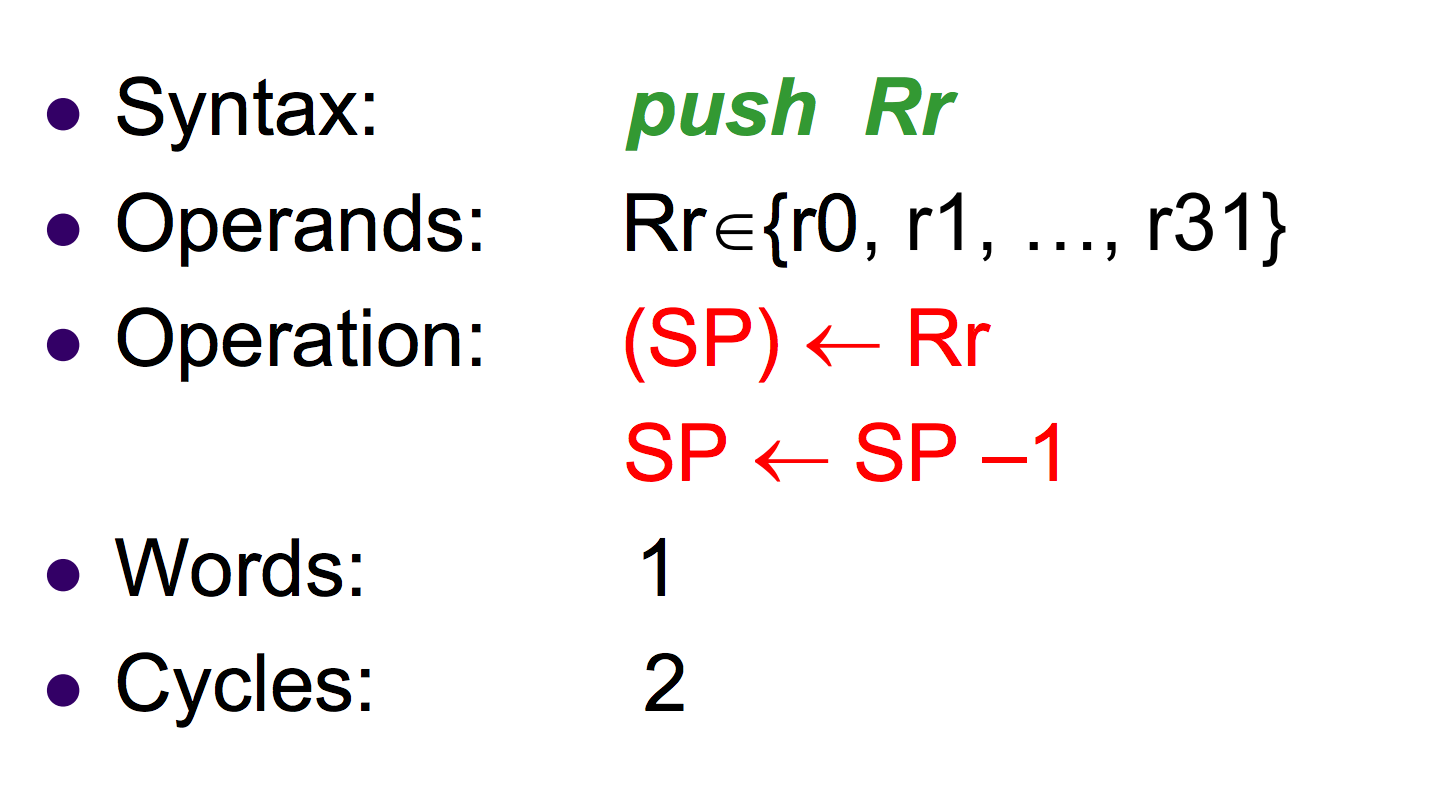 • Syntax: push Rr
• Operands: Rr∈{r0, r1, …, r31}
• Operation: (SP) ← Rr
SP ← SP –1
• Words: 1
• Cycles: 2